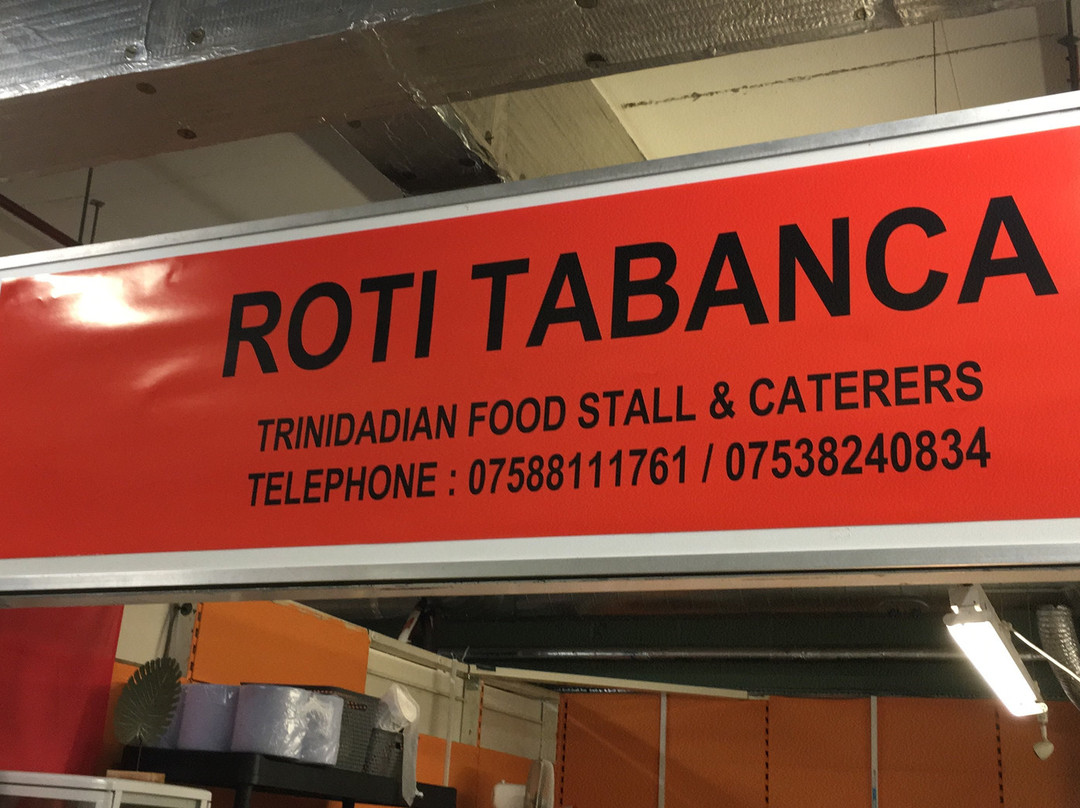 ROTI TABANCA
TRINIDADIAN FOOD STALL & CATERERS
TELEPHONE : 07588111761 / 07538240834